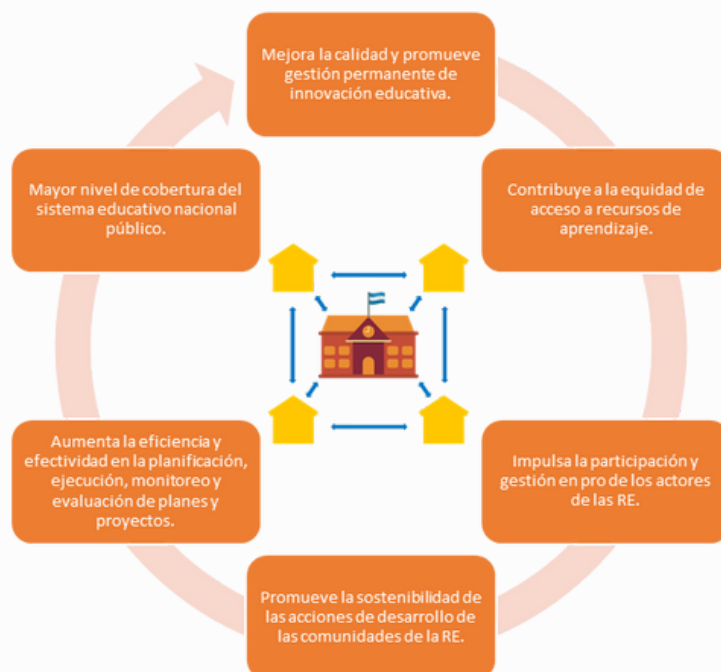 Mejora la calidad y promueve
gestión permanente de
innovación educativa.
Contribuye a la equidad de
acceso a recursos de
aprendizaje.
Impulsa la participación y
gestión en pro de los actores
de las RE.
Promueve la sostenibilidad de
las acciones de desarrollo de
las comunidades de la RE.
Aumenta la eficiencia y
efectividad en la planificación,
ejecución, monitoreo y
evaluación de planes y
proyectos.
Mayor nivel de cobertura del
sistema educativo nacional
público.